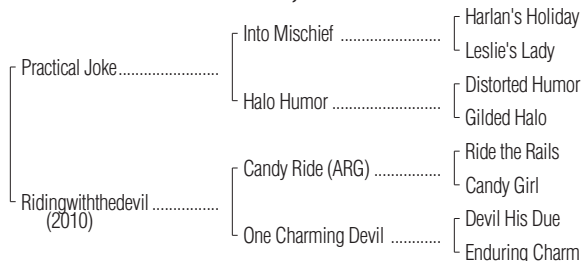 Harlan's Holiday
Into Mischief ......................
Leslie's Lady
Practical Joke.......................
Distorted Humor
Halo Humor ........................
Gilded Halo
Ride the Rails
Candy Ride (ARG) ...............
Candy Girl
Ridingwiththedevil ................
(2010)
Devil His Due
One Charming Devil ............
Enduring Charm